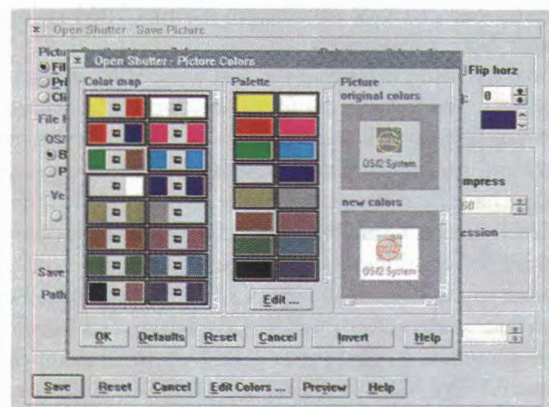 Open Shutter - Save Picture
Open Shutter - Picture Colors
Color map
Palette
Picture
original colors
OS/2 System
new colors
OS/2 System
Edit ...
OK Defaults Reset Cancel Invert Help
Flip horz
0
Save
Path
Save Reset Cancel Edit Colors ... Preview Help